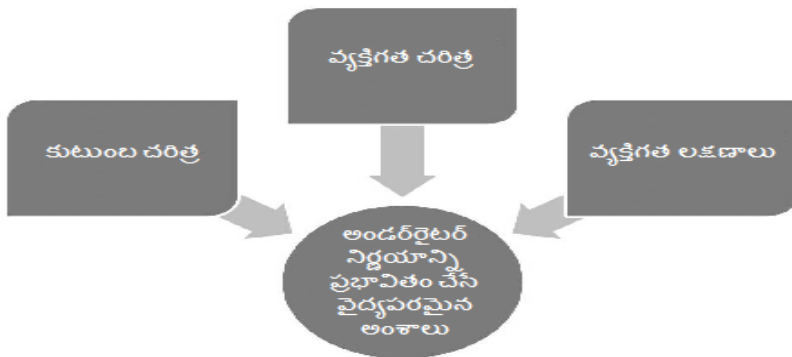 వ్యక్తిగత చరిత్ర
కుటుంబ చరిత్ర
వ్యక్తిగత లక్షణాలు
అండర్‌రైటర్
నిర్ణయాన్ని
ప్రభావితం చేసే
వైద్యపరమైన
అంశాలు